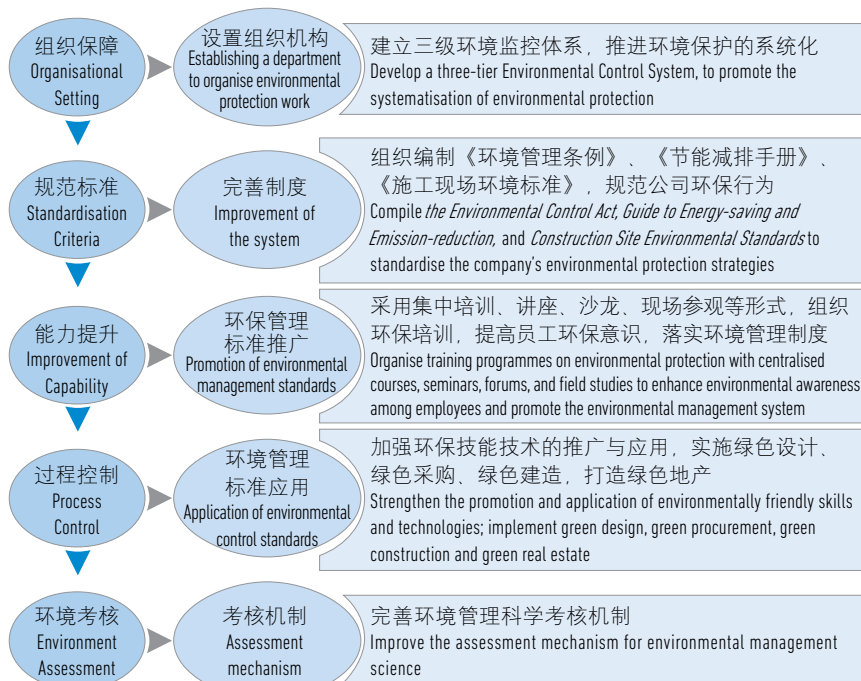 组织保障
Organisational
Setting
设置组织机构
Establishing a department
to organise environmental
protection work
建立三级环境监控体系，推进环境保护的系统化
Develop a three-tier Environmental Control System, to promote the
systematisation of environmental protection
规范标准
Standardisation
Criteria
完善制度
Improvement of
the system
组织编制《环境管理条例》、《节能减排手册》、
《施工现场环境标准》，规范公司环保行为
Compile the Environmental Control Act, Guide to Energy-saving and
Emission-reduction, and Construction Site Environmental Standards to
standardise the company's environmental protection strategies
能力提升
Improvement of
Capability
环保管理
标准推广
Promotion of environmental
management standards
采用集中培训、讲座、沙龙、现场参观等形式，组织
环保培训，提高员工环保意识，落实环境管理制度
Organise training programmes on environmental protection with centralised
courses, seminars, forums, and field studies to enhance environmental awareness
among employees and promote the environmental management system
过程控制
Process
Control
环境管理
标准应用
Application of environmental
control standards
加强环保技能技术的推广与应用，实施绿色设计、
绿色采购、绿色建造，打造绿色地产
Strengthen the promotion and application of environmentally friendly skills
and technologies; implement green design, green procurement, green
construction and green real estate
环境考核
Environment
Assessment
考核机制
Assessment
mechanism
完善环境管理科学考核机制
Improve the assessment mechanism for environmental management
science